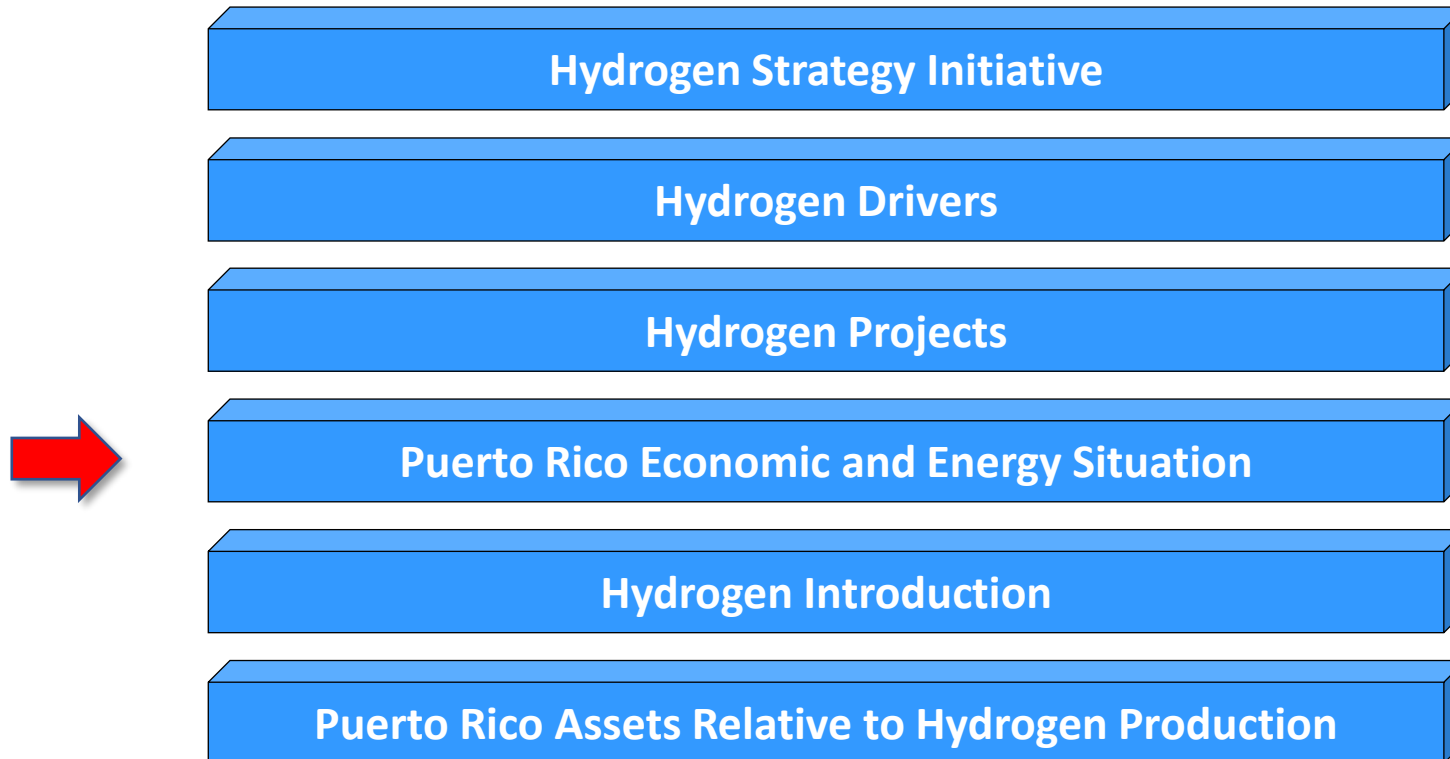 Hydrogen Strategy Initiative
Hydrogen Drivers
Hydrogen Projects
Puerto Rico Economic and Energy Situation
Hydrogen Introduction
Puerto Rico Assets Relative to Hydrogen Production